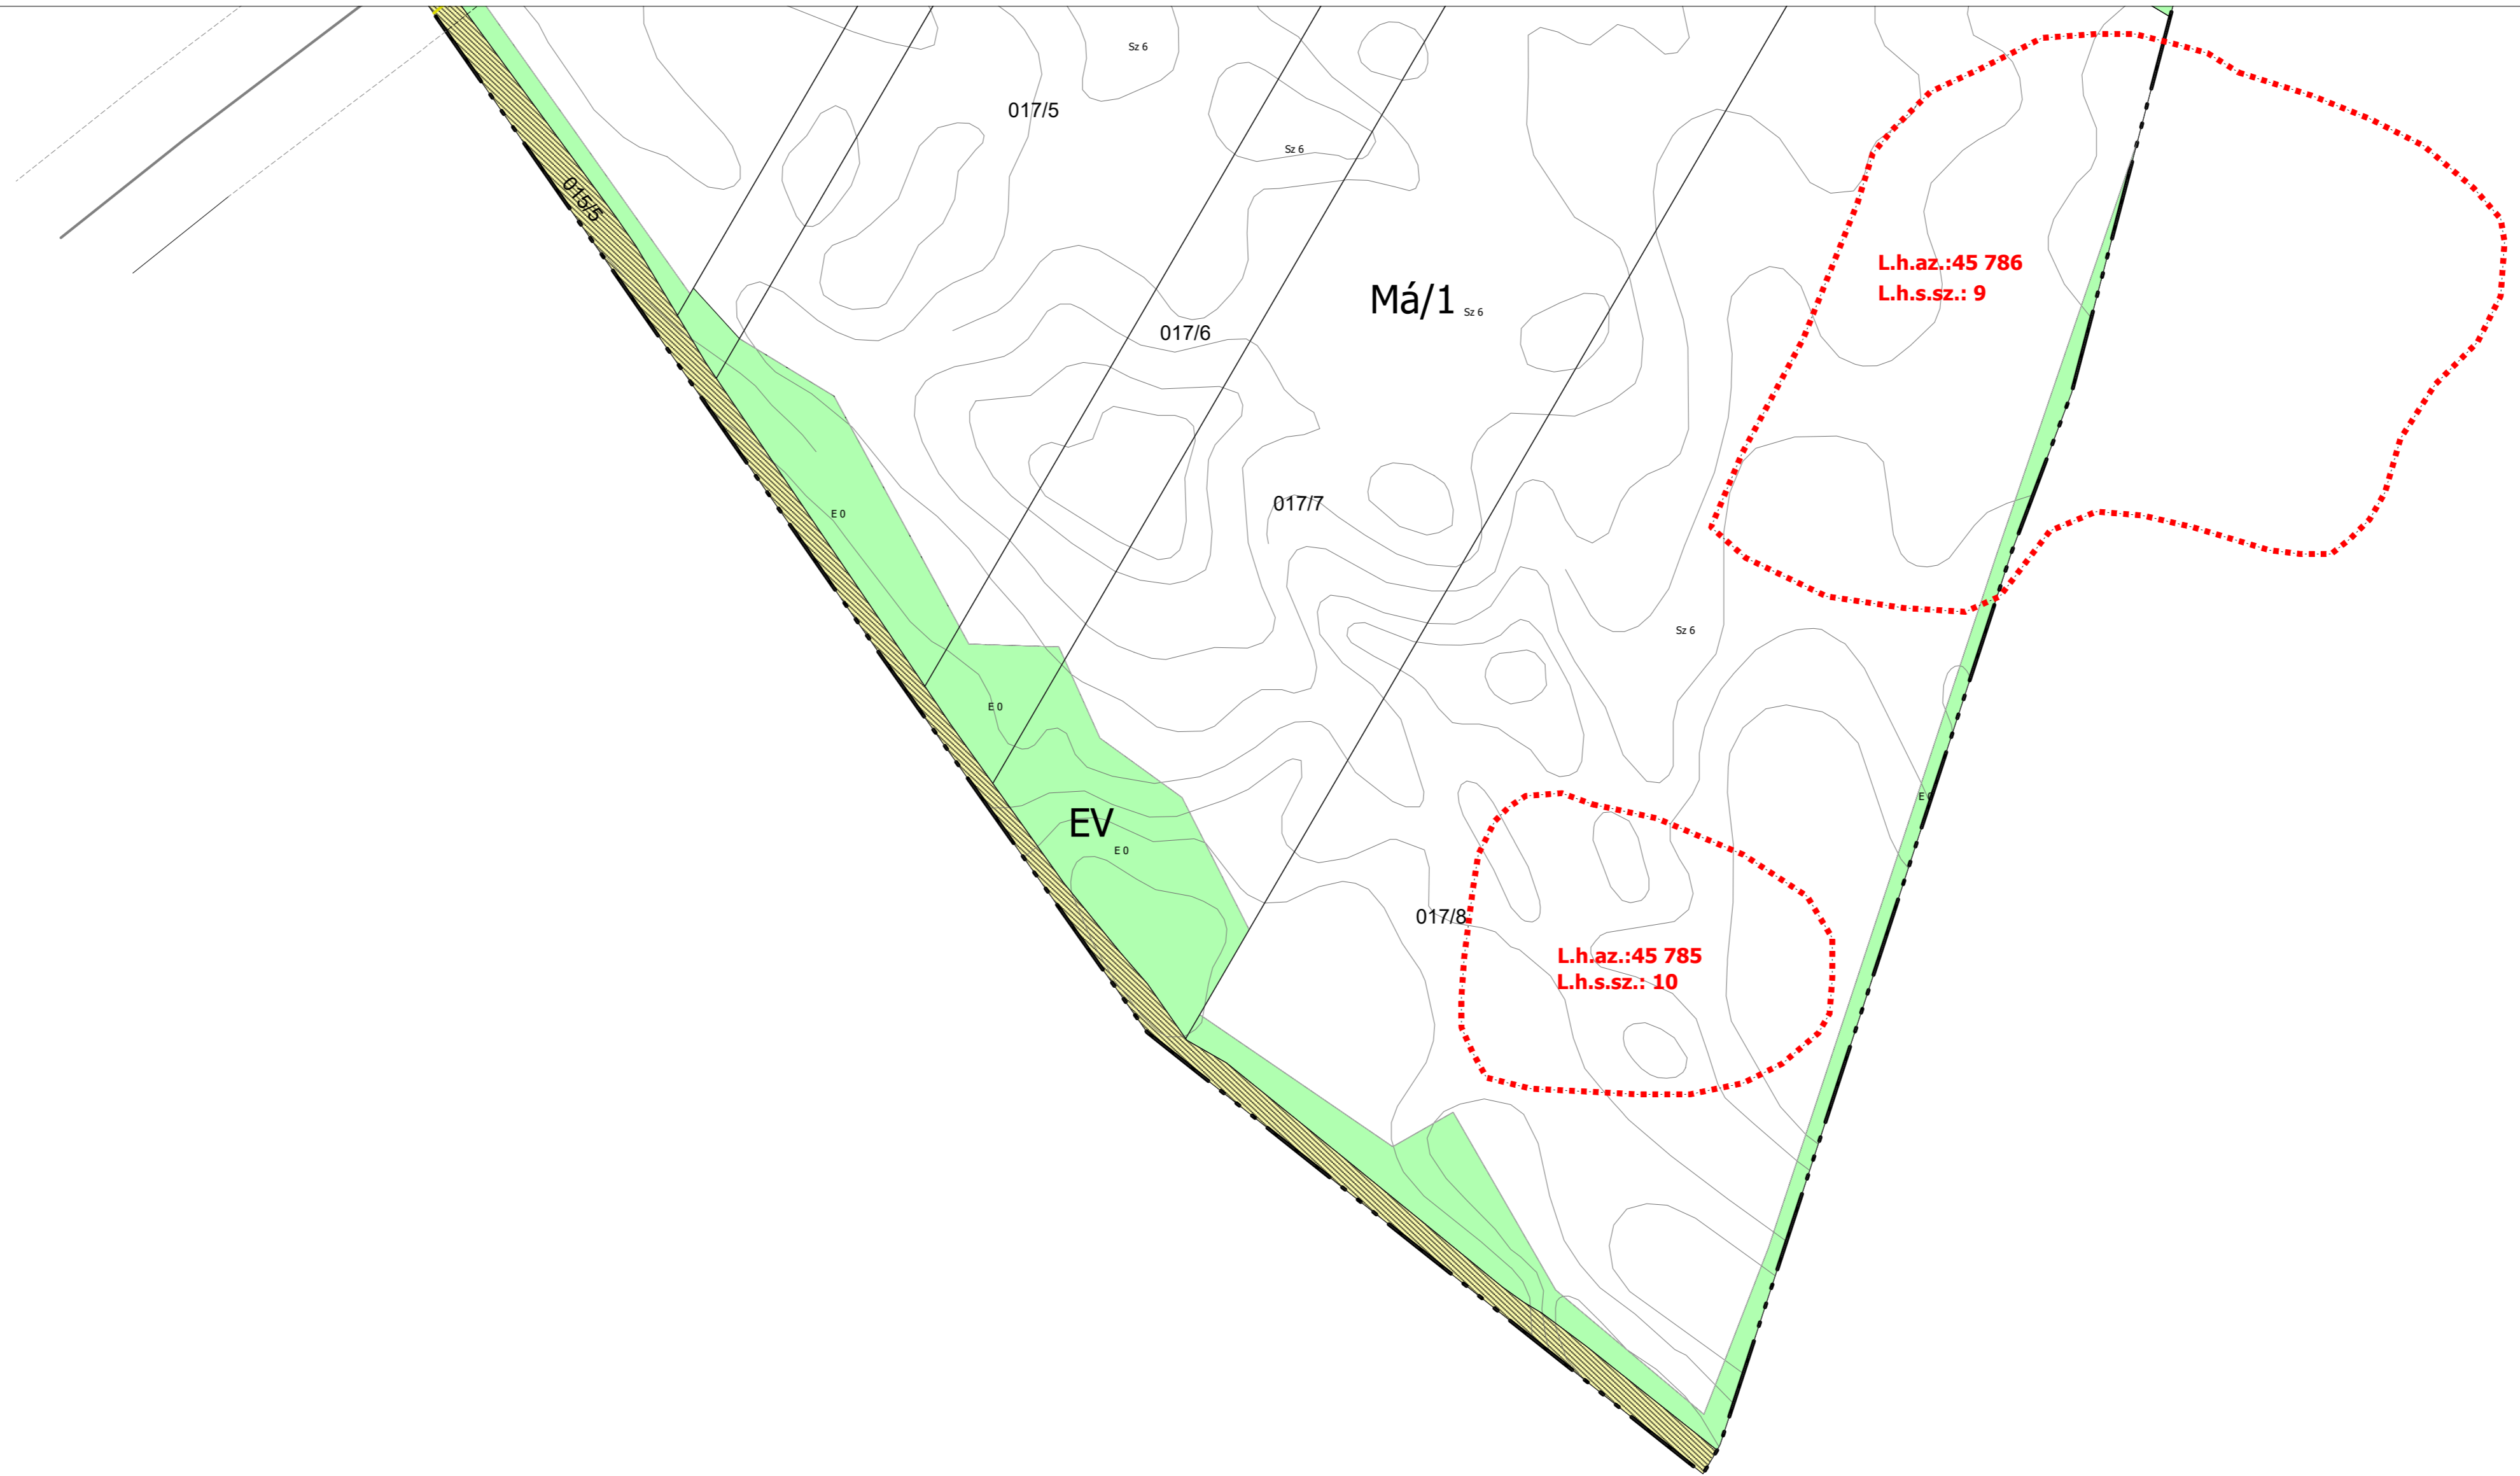 Sz 6
017/5
Sz 6
015/5
L.h.az.:45 786
L.h.s.sz.: 9
Má/1 Sz 6
017/6
017/7
E 0
Sz 6
E 0
E 0
EV
E 0
017/8
L.h.az.:45 785
L.h.s.sz.: 10